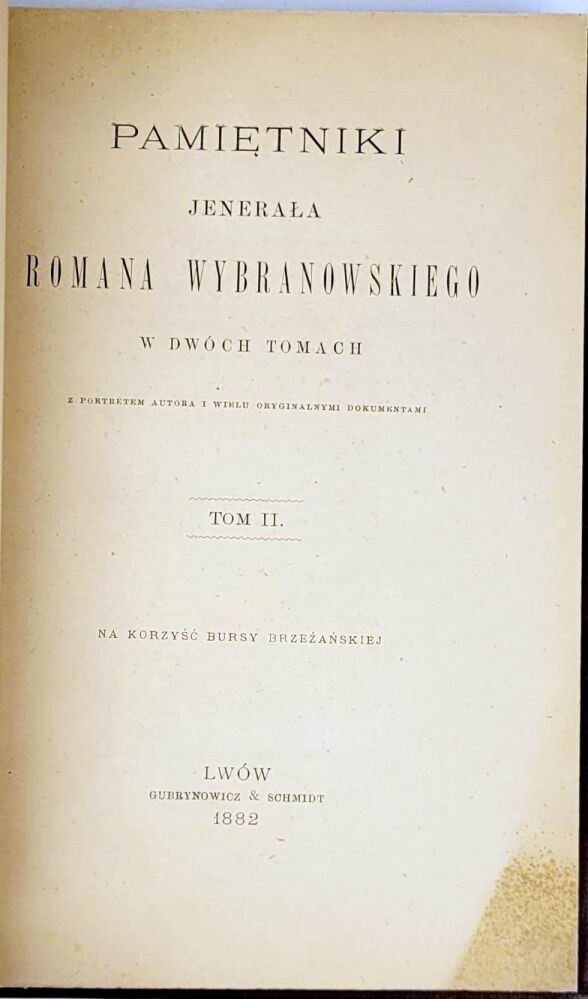 PAMIĘTNIKI
JENERAŁA
ROMANA WYBRANOWSKIEGO
W DWÓCH TOMACH
Z PORTRETEM AUTORA I WIELU ORYGINALNYMI DOKUMENTAMI
TOM II.
NA KORZYŚĆ BURSY BRZEŻAŃSKIEJ
LWÓW
GUBRYNOWICZ & SCHMIDT
1882